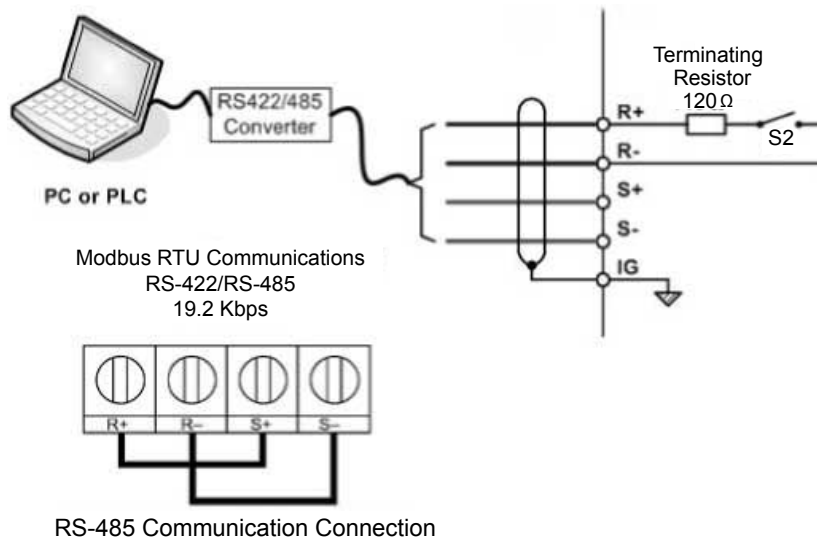 Terminating
Resistor
120 Ω
S2
RS422/485
Converter
R+
R-
S+
S-
IG
PC or PLC
Modbus RTU Communications
RS-422/RS-485
19.2 Kbps
R+ R– S+ S–
RS-485 Communication Connection